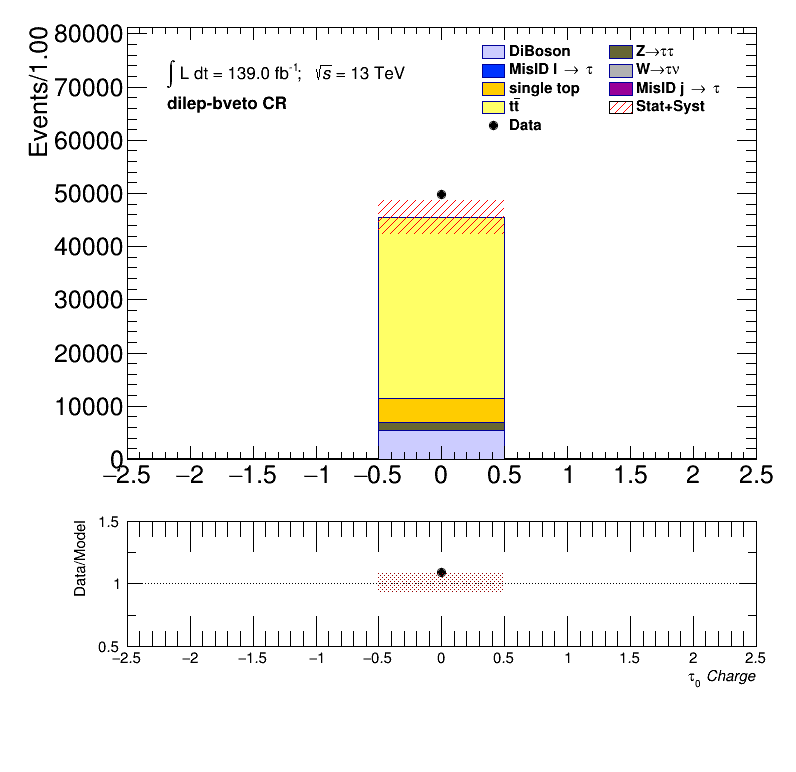 Events/1.00
80000
70000
60000
50000
40000
30000
20000
10000
0
∫ L dt = 139.0 fb⁻¹; √s = 13 TeV
dilep-bveto CR
DiBoson
MisID l → τ
single top
tt̄
Data
Z→ττ
W→τν
MisID j → τ
Stat+Syst
−2.5 −2 −1.5 −1 −0.5 0 0.5 1 1.5 2 2.5
Data/Model
1.5
1
0.5
−2.5 −2 −1.5 −1 −0.5 0 0.5 1 1.5 2 2.5
τ₀ Charge